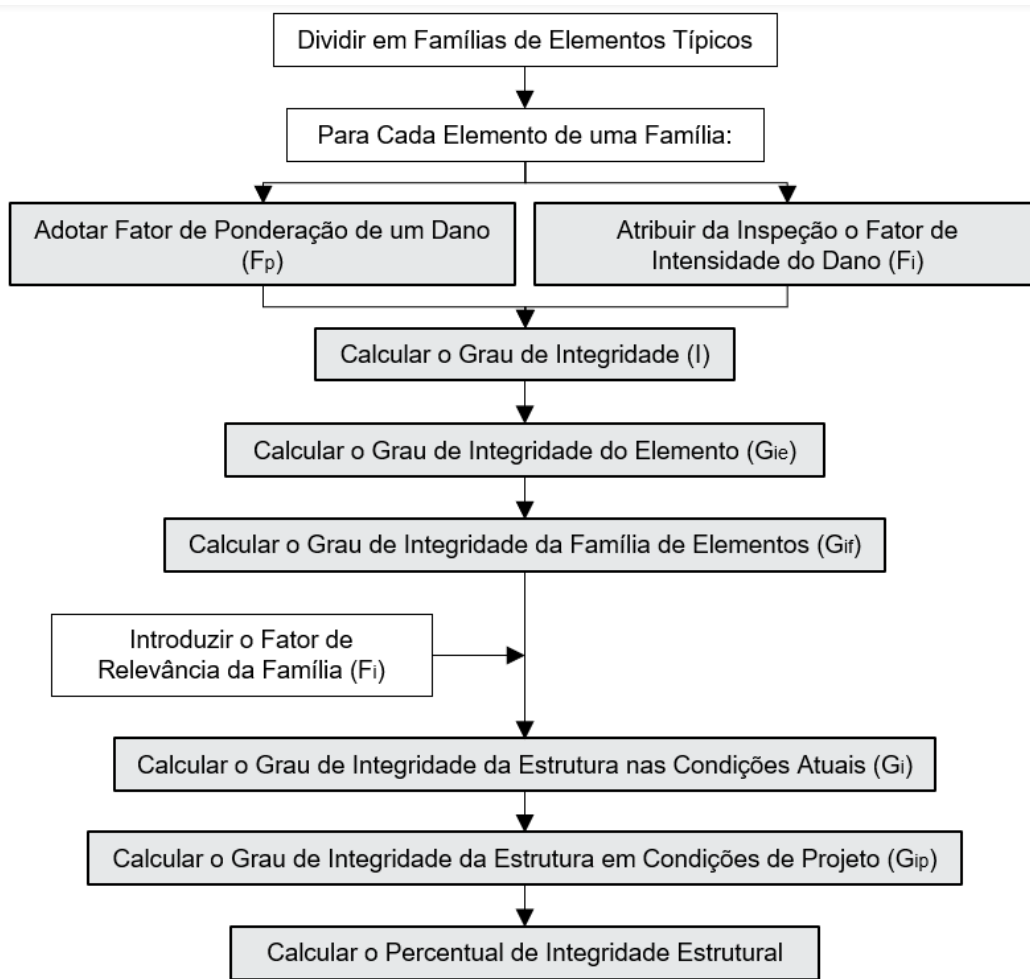 Dividir em Famílias de Elementos Típicos
Para Cada Elemento de uma Família:
Adotar Fator de Ponderação de um Dano
(Fp)
Atribuir da Inspeção o Fator de
Intensidade do Dano (Fi)
Calcular o Grau de Integridade (I)
Calcular o Grau de Integridade do Elemento (Gie)
Calcular o Grau de Integridade da Família de Elementos (Gif)
Introduzir o Fator de
Relevância da Família (Fi)
Calcular o Grau de Integridade da Estrutura nas Condições Atuais (Gi)
Calcular o Grau de Integridade da Estrutura em Condições de Projeto (Gip)
Calcular o Percentual de Integridade Estrutural